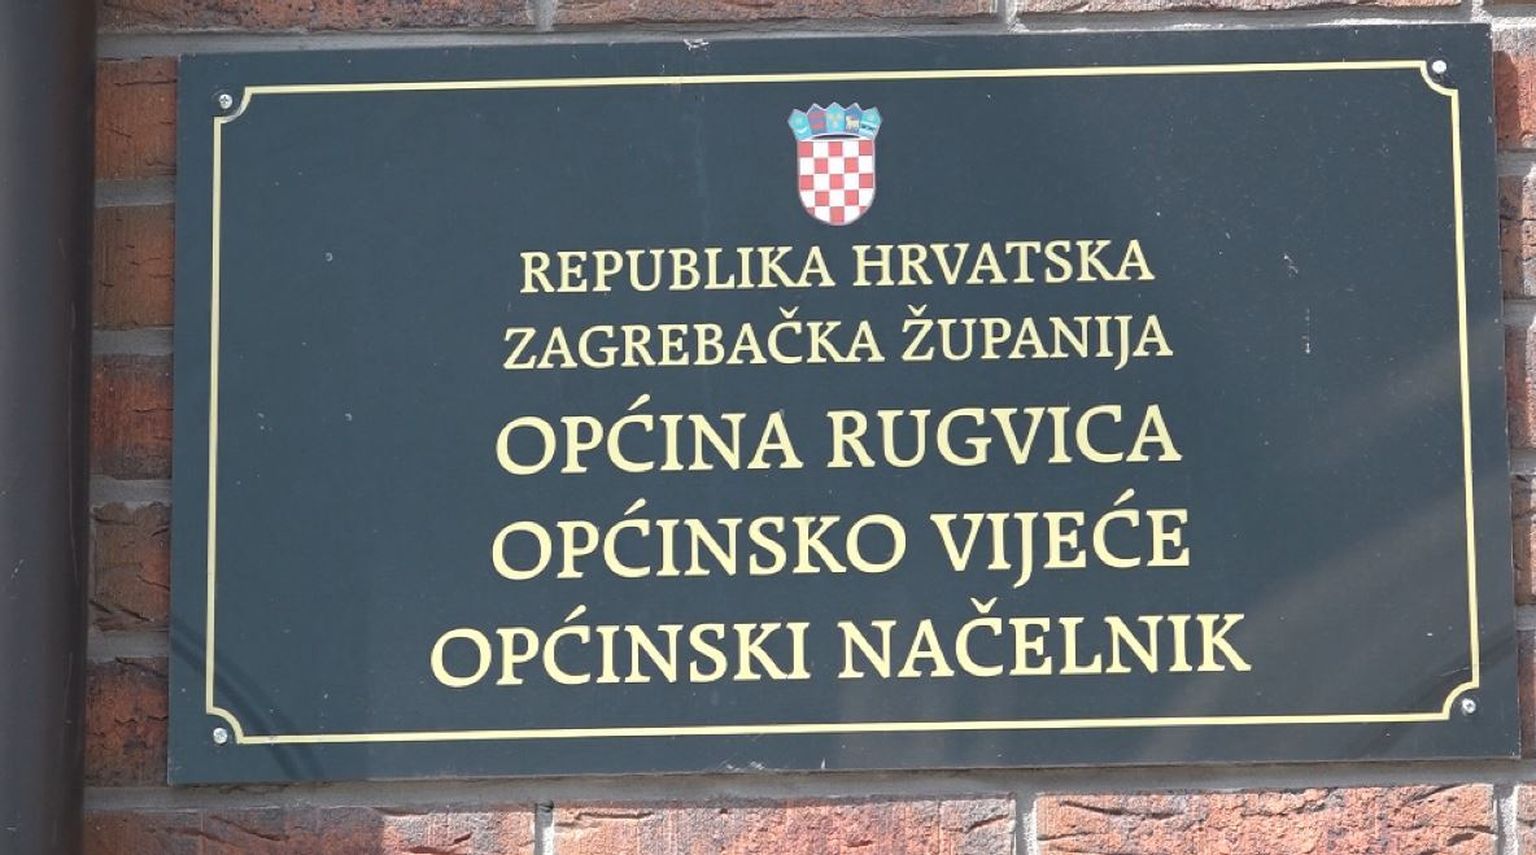 REPUBLIKA HRVATSKA
ZAGREBAČKA ŽUPANIJA
OPĆINA RUGVICA
OPĆINSKO VIJEĆE
OPĆINSKI NAČELNIK